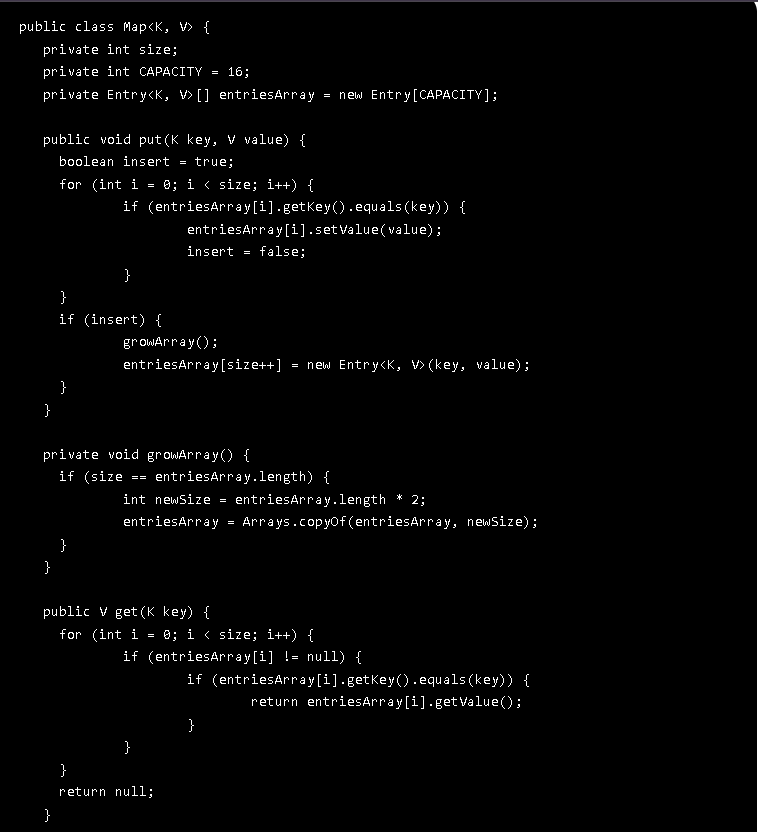 public class Map<K, V> {
private int size;
private int CAPACITY = 16;
private Entry<K, V>[] entriesArray = new Entry[CAPACITY];
public void put(K key, V value) {
boolean insert = true;
for (int i = 0; i < size; i++) {
if (entriesArray[i].getKey().equals(key)) {
entriesArray[i].setValue(value);
insert = false;
}
}
if (insert) {
growArray();
entriesArray[size++] = new Entry<K, V>(key, value);
}
}
private void growArray() {
if (size == entriesArray.length) {
int newSize = entriesArray.length * 2;
entriesArray = Arrays.copyOf(entriesArray, newSize);
}
}
public V get(K key) {
for (int i = 0; i < size; i++) {
if (entriesArray[i] != null) {
if (entriesArray[i].getKey().equals(key)) {
return entriesArray[i].getValue();
}
}
}
return null;
}